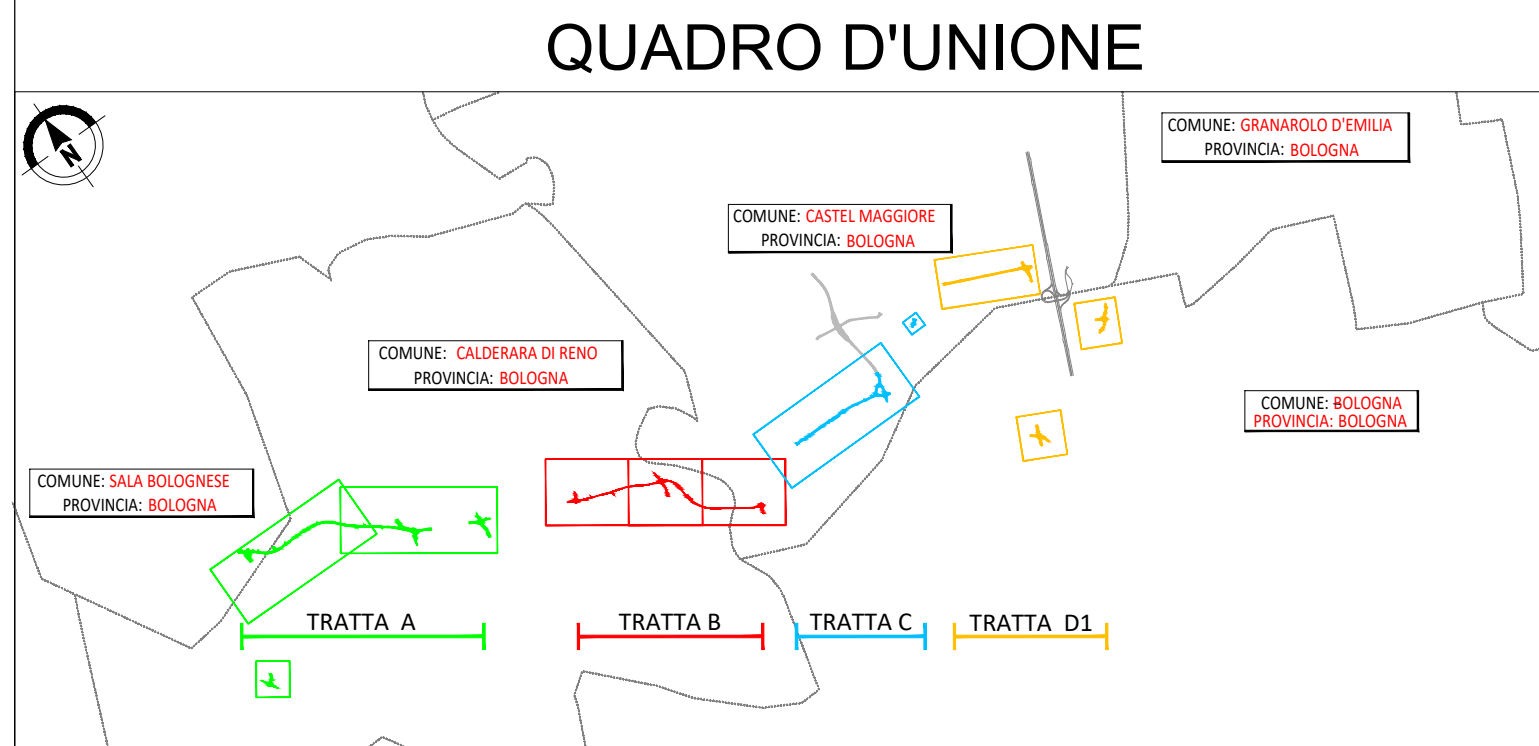 QUADRO D'UNIONE
N
COMUNE: GRANAROLO D'EMILIA
PROVINCIA: BOLOGNA
COMUNE: CASTEL MAGGIORE
PROVINCIA: BOLOGNA
COMUNE: CALDERARA DI RENO
PROVINCIA: BOLOGNA
COMUNE: BOLOGNA
PROVINCIA: BOLOGNA
COMUNE: SALA BOLOGNESE
PROVINCIA: BOLOGNA
TRATTA A
TRATTA B
TRATTA C
TRATTA D1